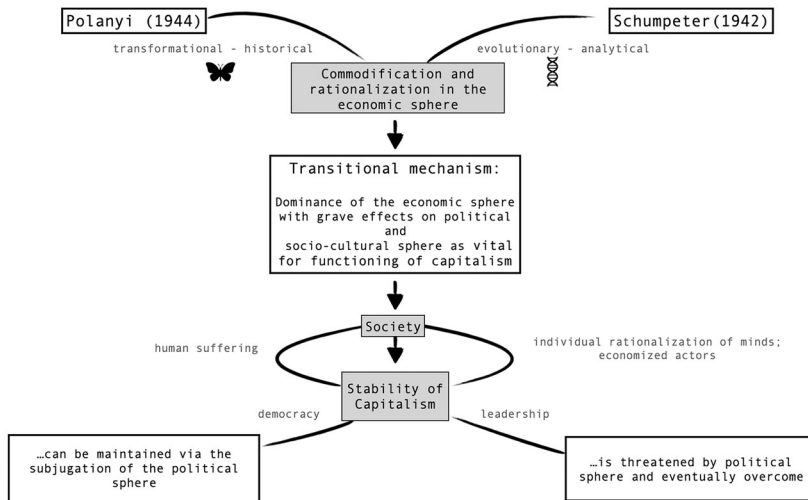 Polanyi (1944)
Schumpeter(1942)
transformational - historical
evolutionary - analytical
Commodification and
rationalization in the
economic sphere
Transitional mechanism:
Dominance of the economic sphere
with grave effects on political
and
socio-cultural sphere as vital
for functioning of capitalism
Society
human suffering
individual rationalization of minds;
economized actors
Stability of
Capitalism
democracy
leadership
…can be maintained via the
subjugation of the political
sphere
…is threatened by political
sphere and eventually overcome